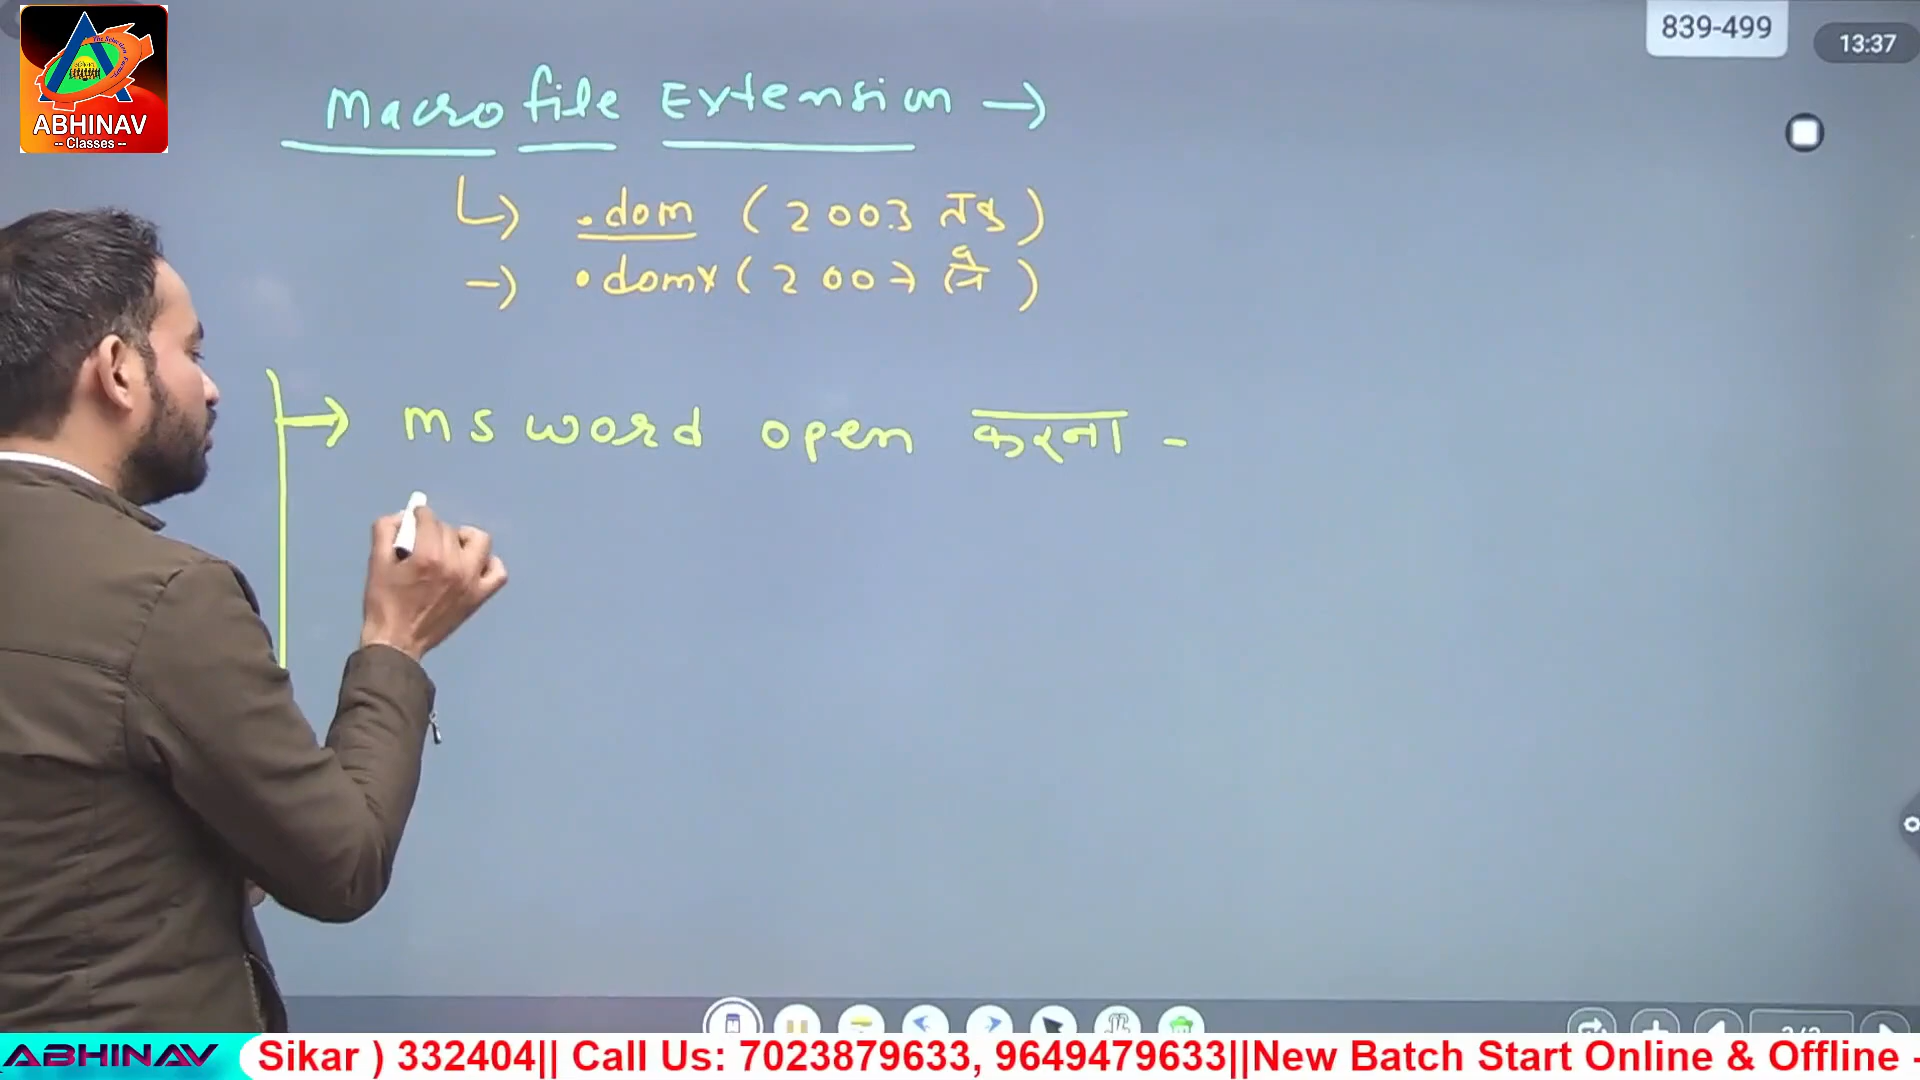 839-499
13:37
ABHINAV
-- Classes --
Macro file Extension →
↳ .dom (2003 तक)
→ .domx (2007 से)
→ ms word open करना -
ABHINAV
Sikar ) 332404|| Call Us: 7023879633, 9649479633||New Batch Start Online & Offline -